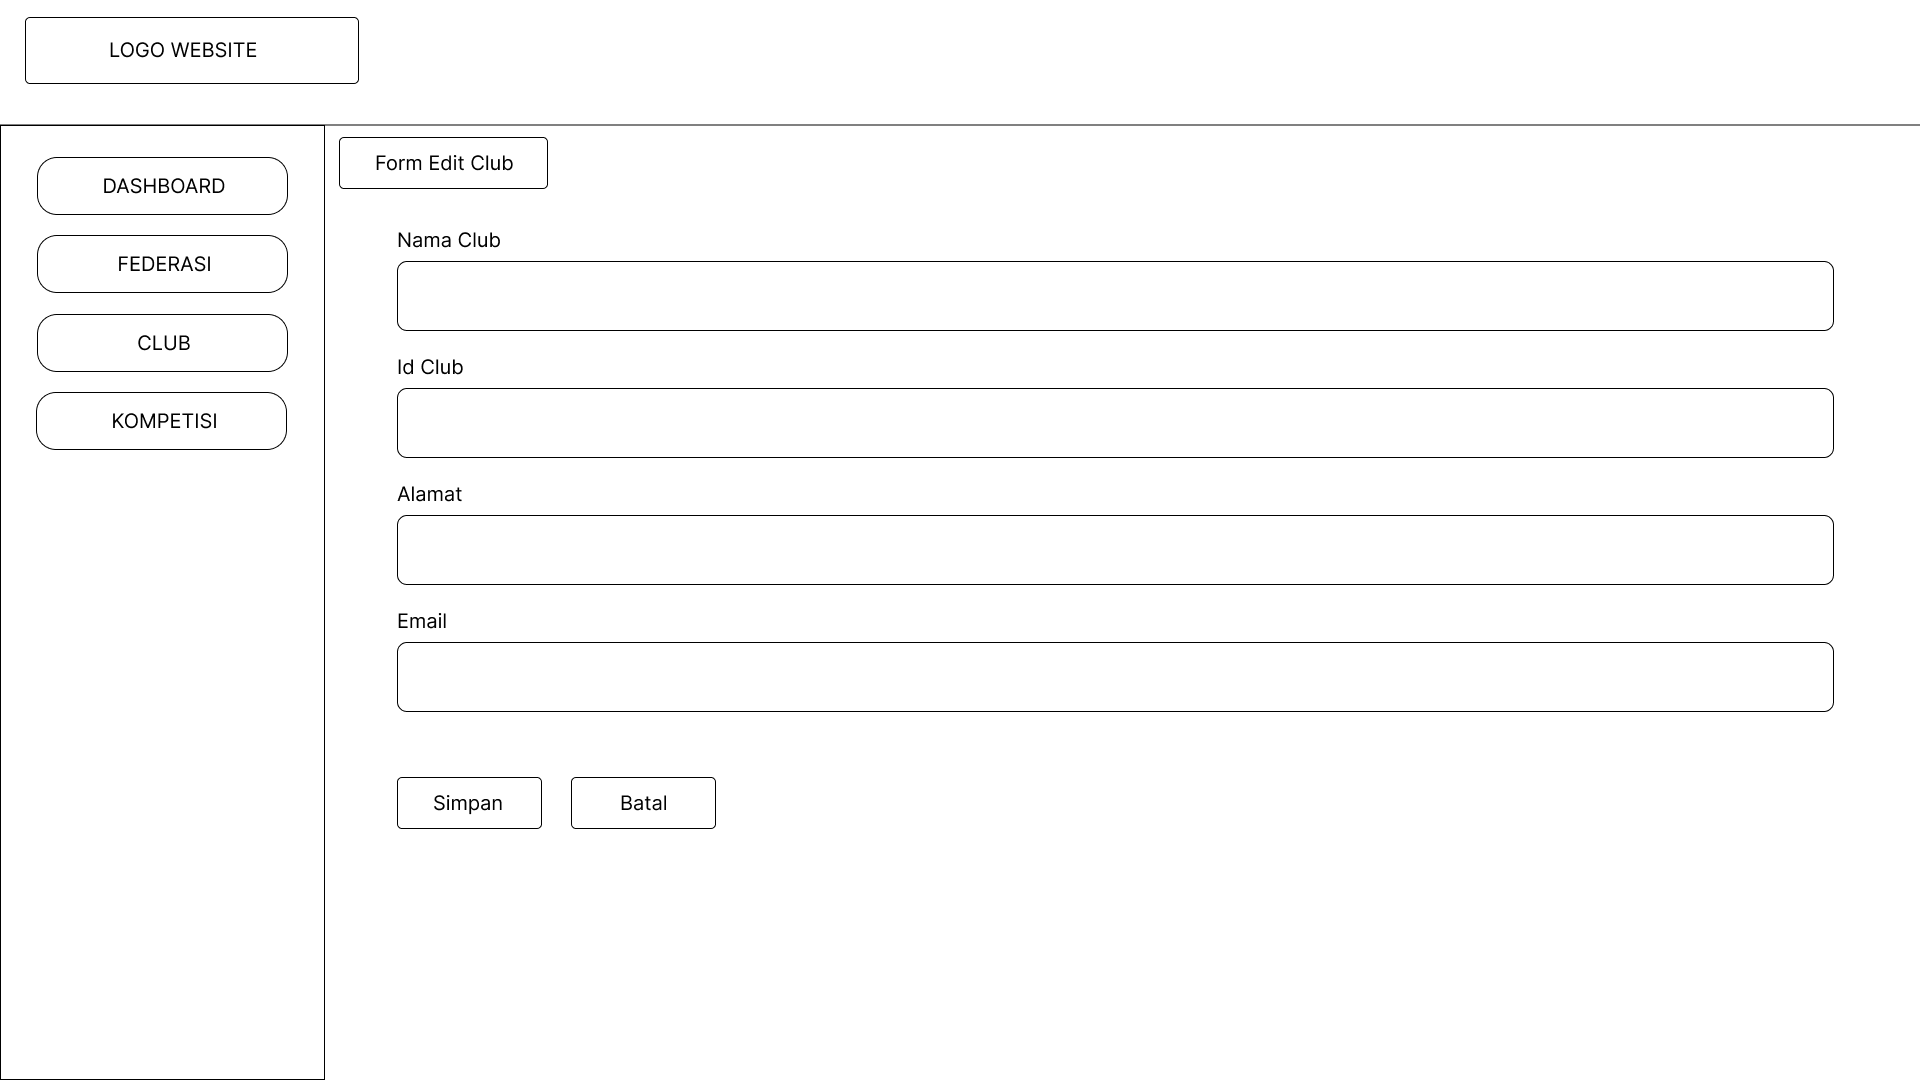 LOGO WEBSITE
DASHBOARD
FEDERASI
CLUB
KOMPETISI
Form Edit Club
Nama Club
Id Club
Alamat
Email
Simpan
Batal